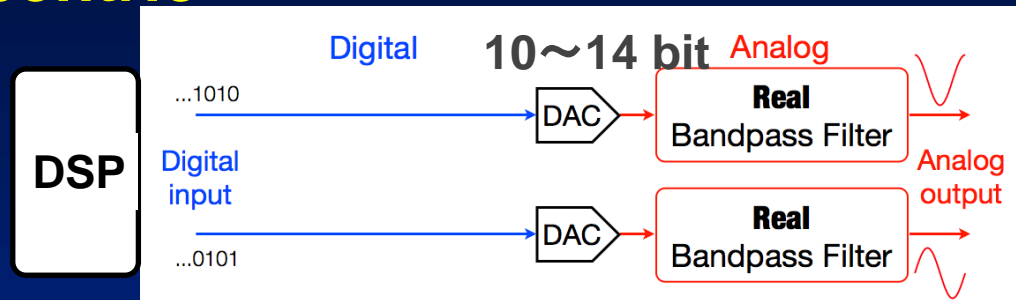 Digital
10～14 bit
Analog
...1010
DAC
Real
Bandpass Filter
DSP
Digital
input
Analog
output
DAC
Real
Bandpass Filter
...0101